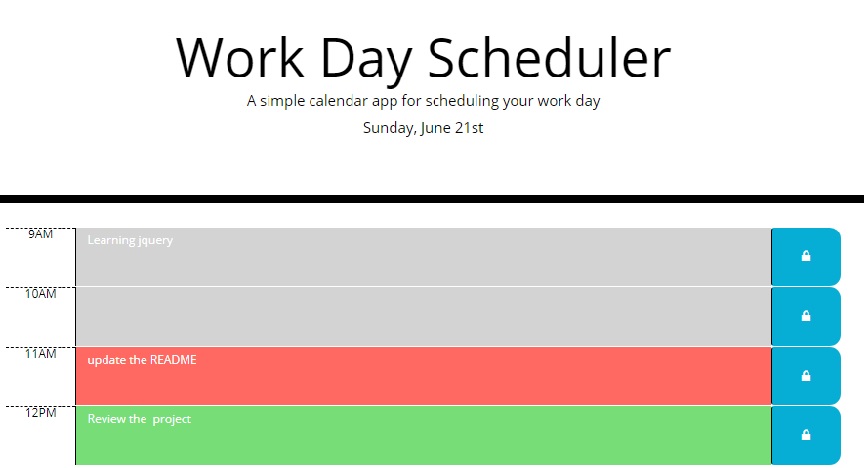 Work Day Scheduler
A simple calendar app for scheduling your work day
Sunday, June 21st
9AM
Learning jquery
10AM
11AM
update the README
12PM
Review the  project